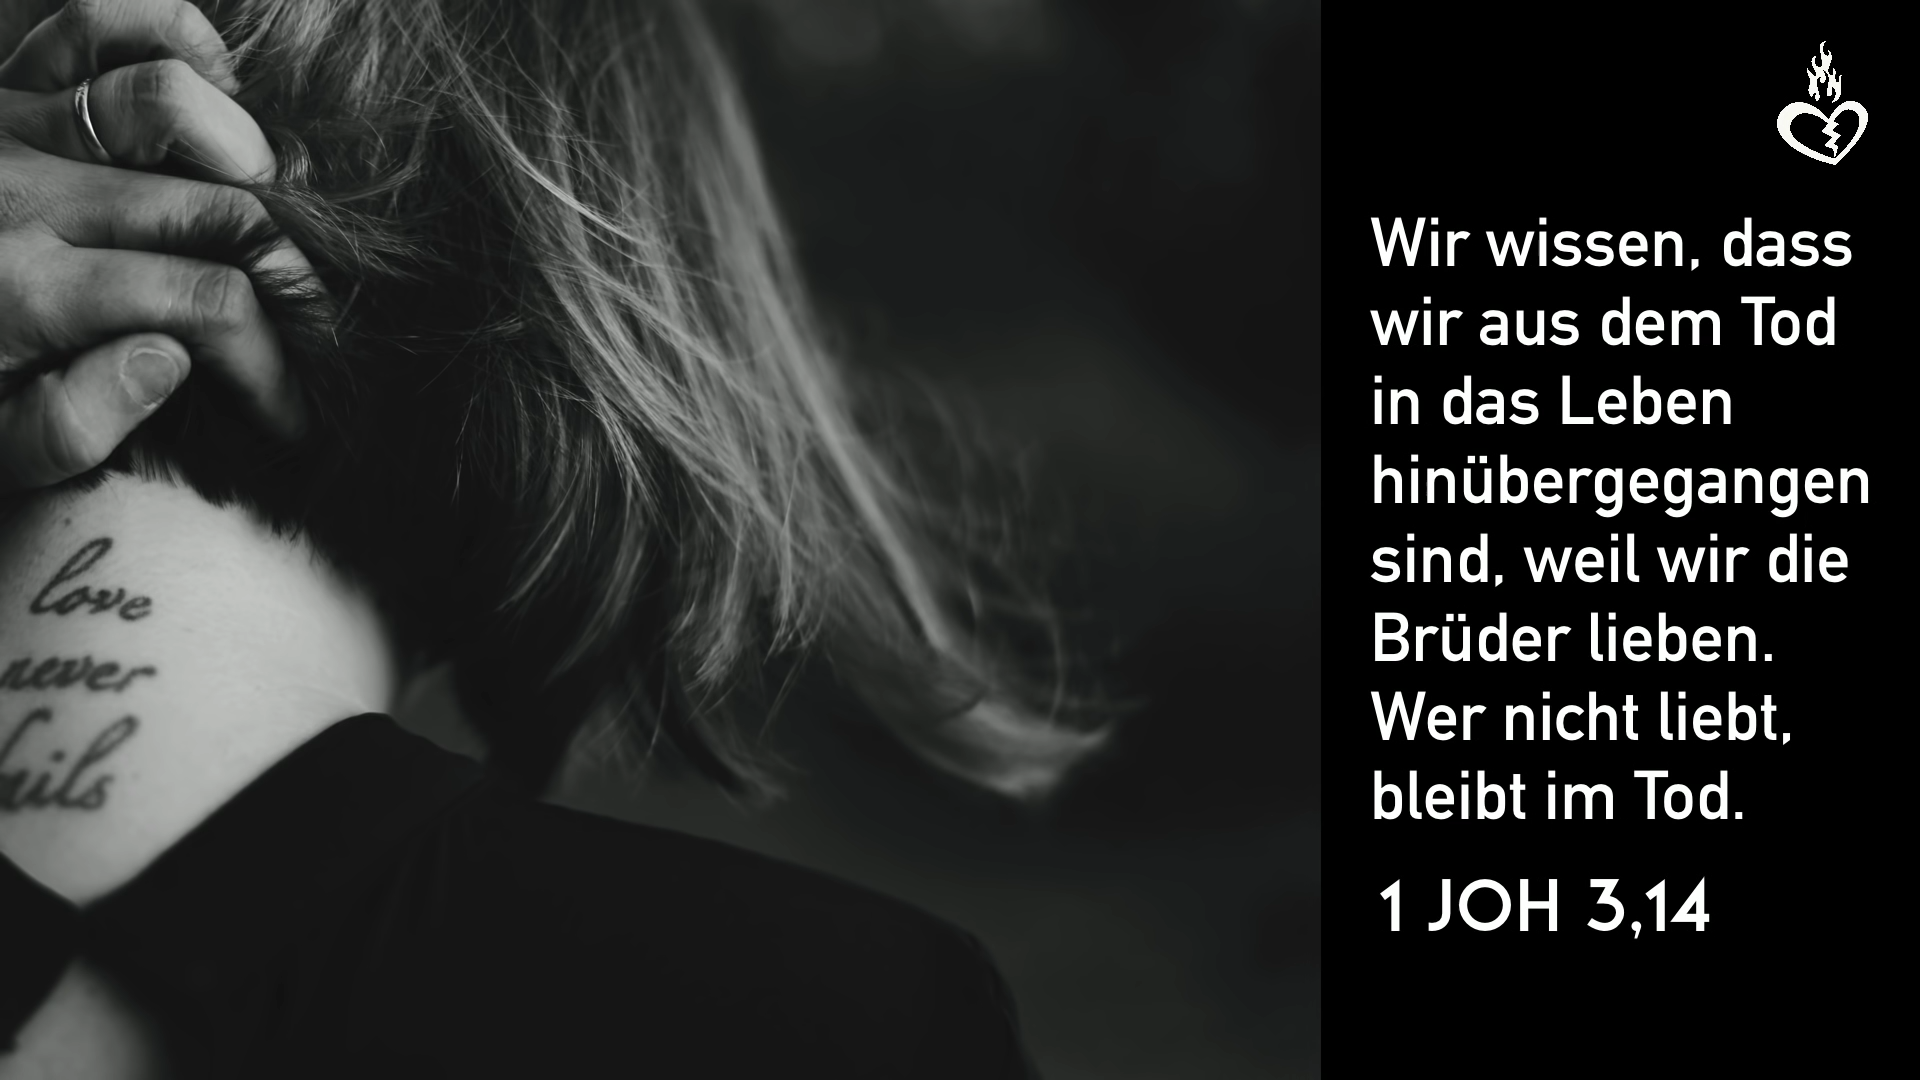 love
never
fails
Wir wissen, dass
wir aus dem Tod
in das Leben
hinübergegangen
sind, weil wir die
Brüder lieben.
Wer nicht liebt,
bleibt im Tod.
1 JOH 3,14